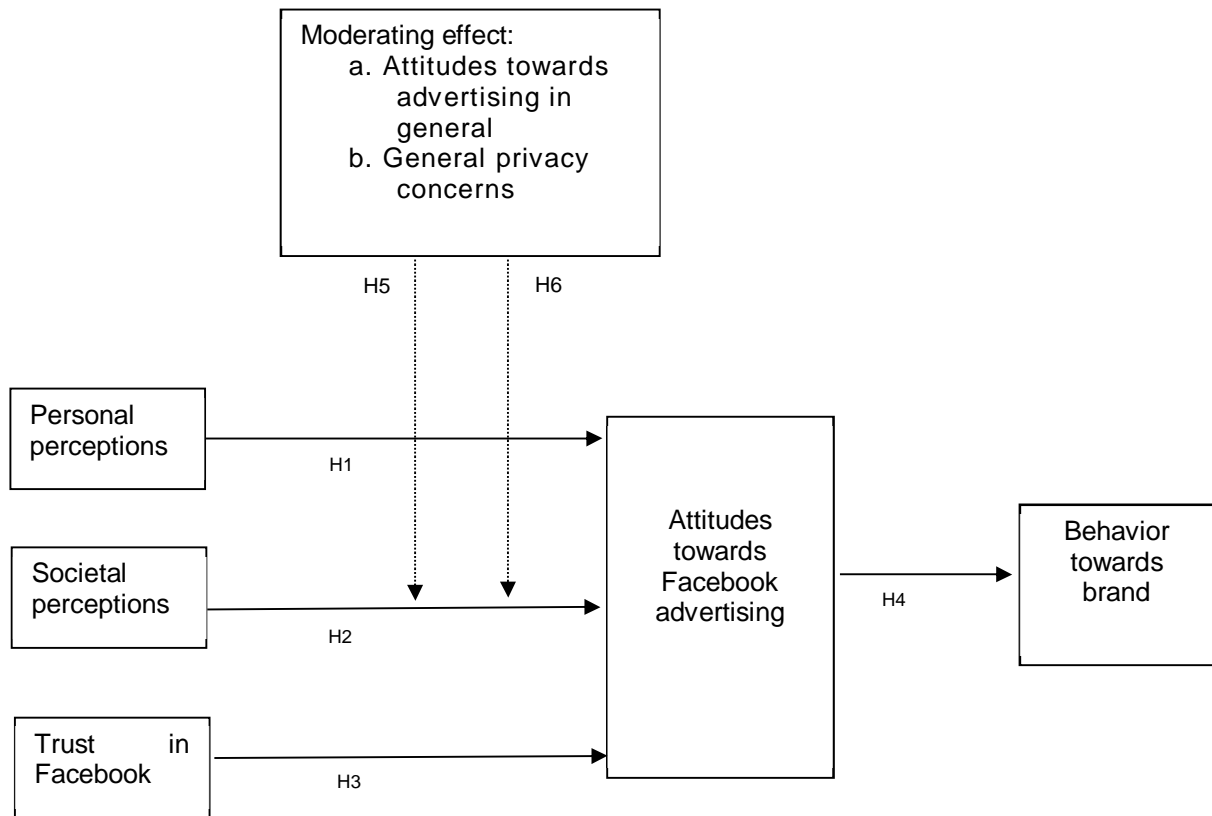 Moderating effect:
a. Attitudes towards
advertising in
general
b. General privacy
concerns
H5
H6
Personal
perceptions
H1
Societal
perceptions
H2
Trust in
Facebook
H3
Attitudes
towards
Facebook
advertising
H4
Behavior
towards
brand